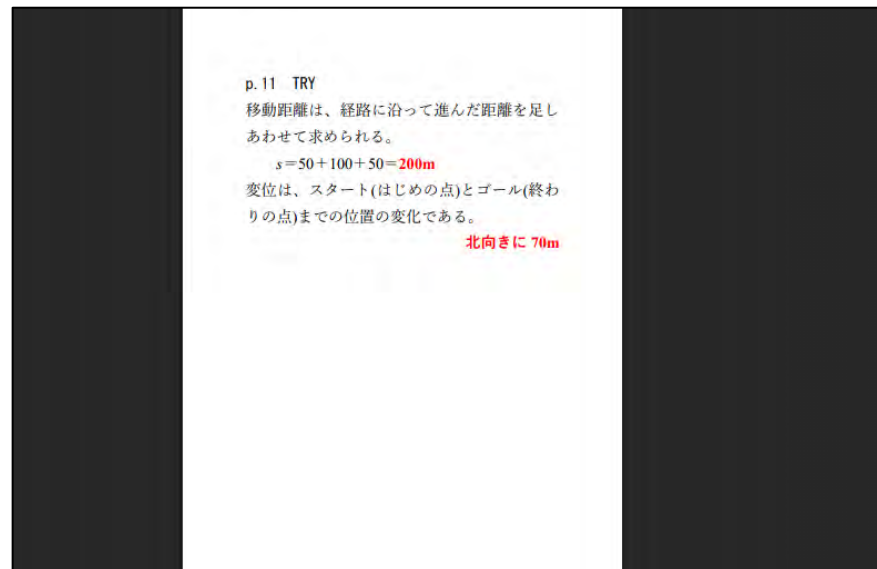 p.11 TRY
移動距離は、経路に沿って進んだ距離を足し
あわせて求められる。
s=50+100+50=200m
変位は、スタート(はじめの点)とゴール(終わ
りの点)までの位置の変化である。
北向きに 70m